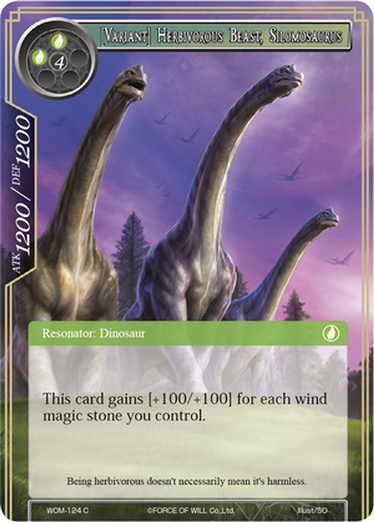 [Variant] Herbivorous Beast, Silomosaurus
4
ATK 1200 / DEF 1200
Resonator: Dinosaur
This card gains [+100/+100] for each wind
magic stone you control.
Being herbivorous doesn't necessarily mean it's harmless.
WOM-124 C
©FORCE OF WILL Co.,Ltd.
Illust/SO